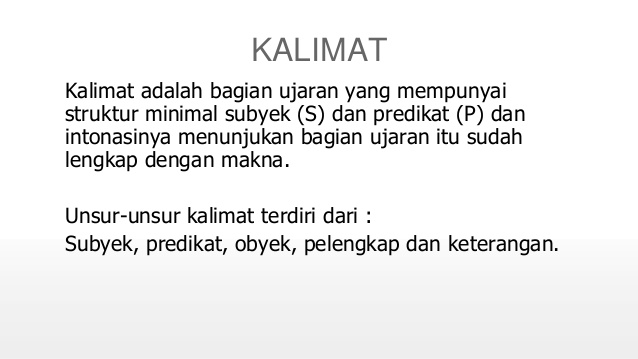 KALIMAT
Kalimat adalah bagian ujaran yang mempunyai
struktur minimal subyek (S) dan predikat (P) dan
intonasinya menunjukan bagian ujaran itu sudah
lengkap dengan makna.
Unsur-unsur kalimat terdiri dari :
Subyek, predikat, obyek, pelengkap dan keterangan.